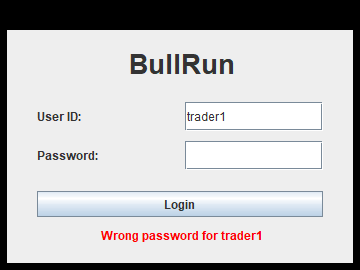 BullRun
User ID:
trader1
Password:
Login
Wrong password for trader1